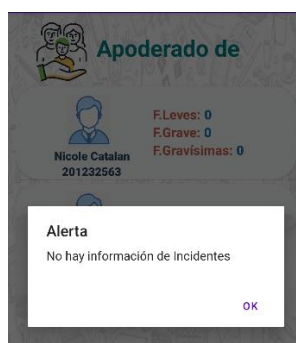 Apoderado de
F.Leves: 0
F.Grave: 0
F.Gravísimas: 0
Nicole Catalan
201232563
Alerta
No hay información de Incidentes
OK